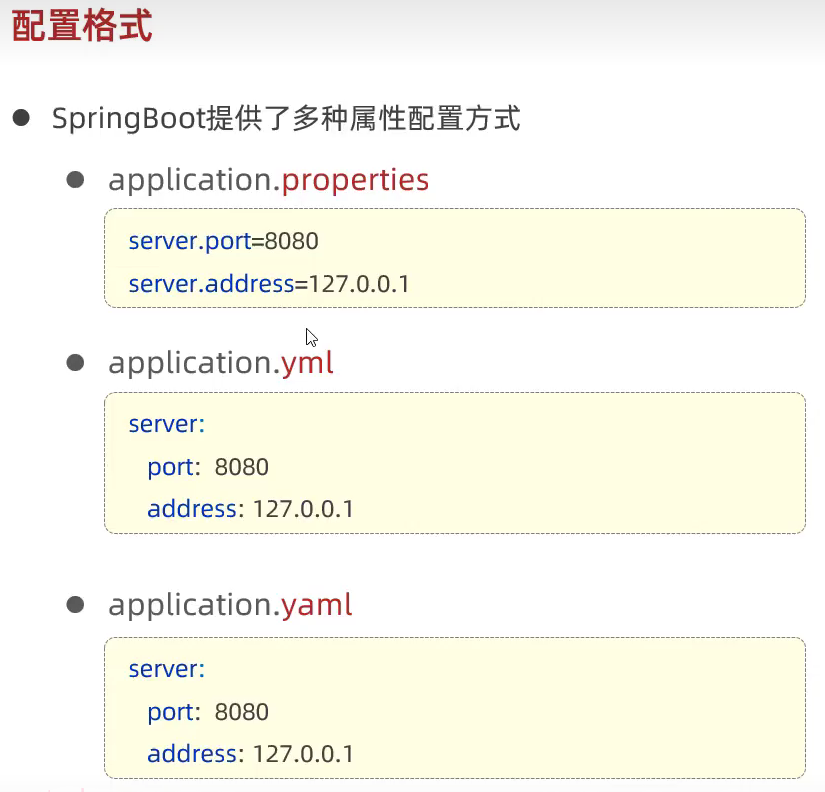 配置格式
SpringBoot提供了多种属性配置方式
application.properties
server.port=8080
server.address=127.0.0.1
application.yml
server:
port: 8080
address: 127.0.0.1
application.yaml
server:
port: 8080
address: 127.0.0.1